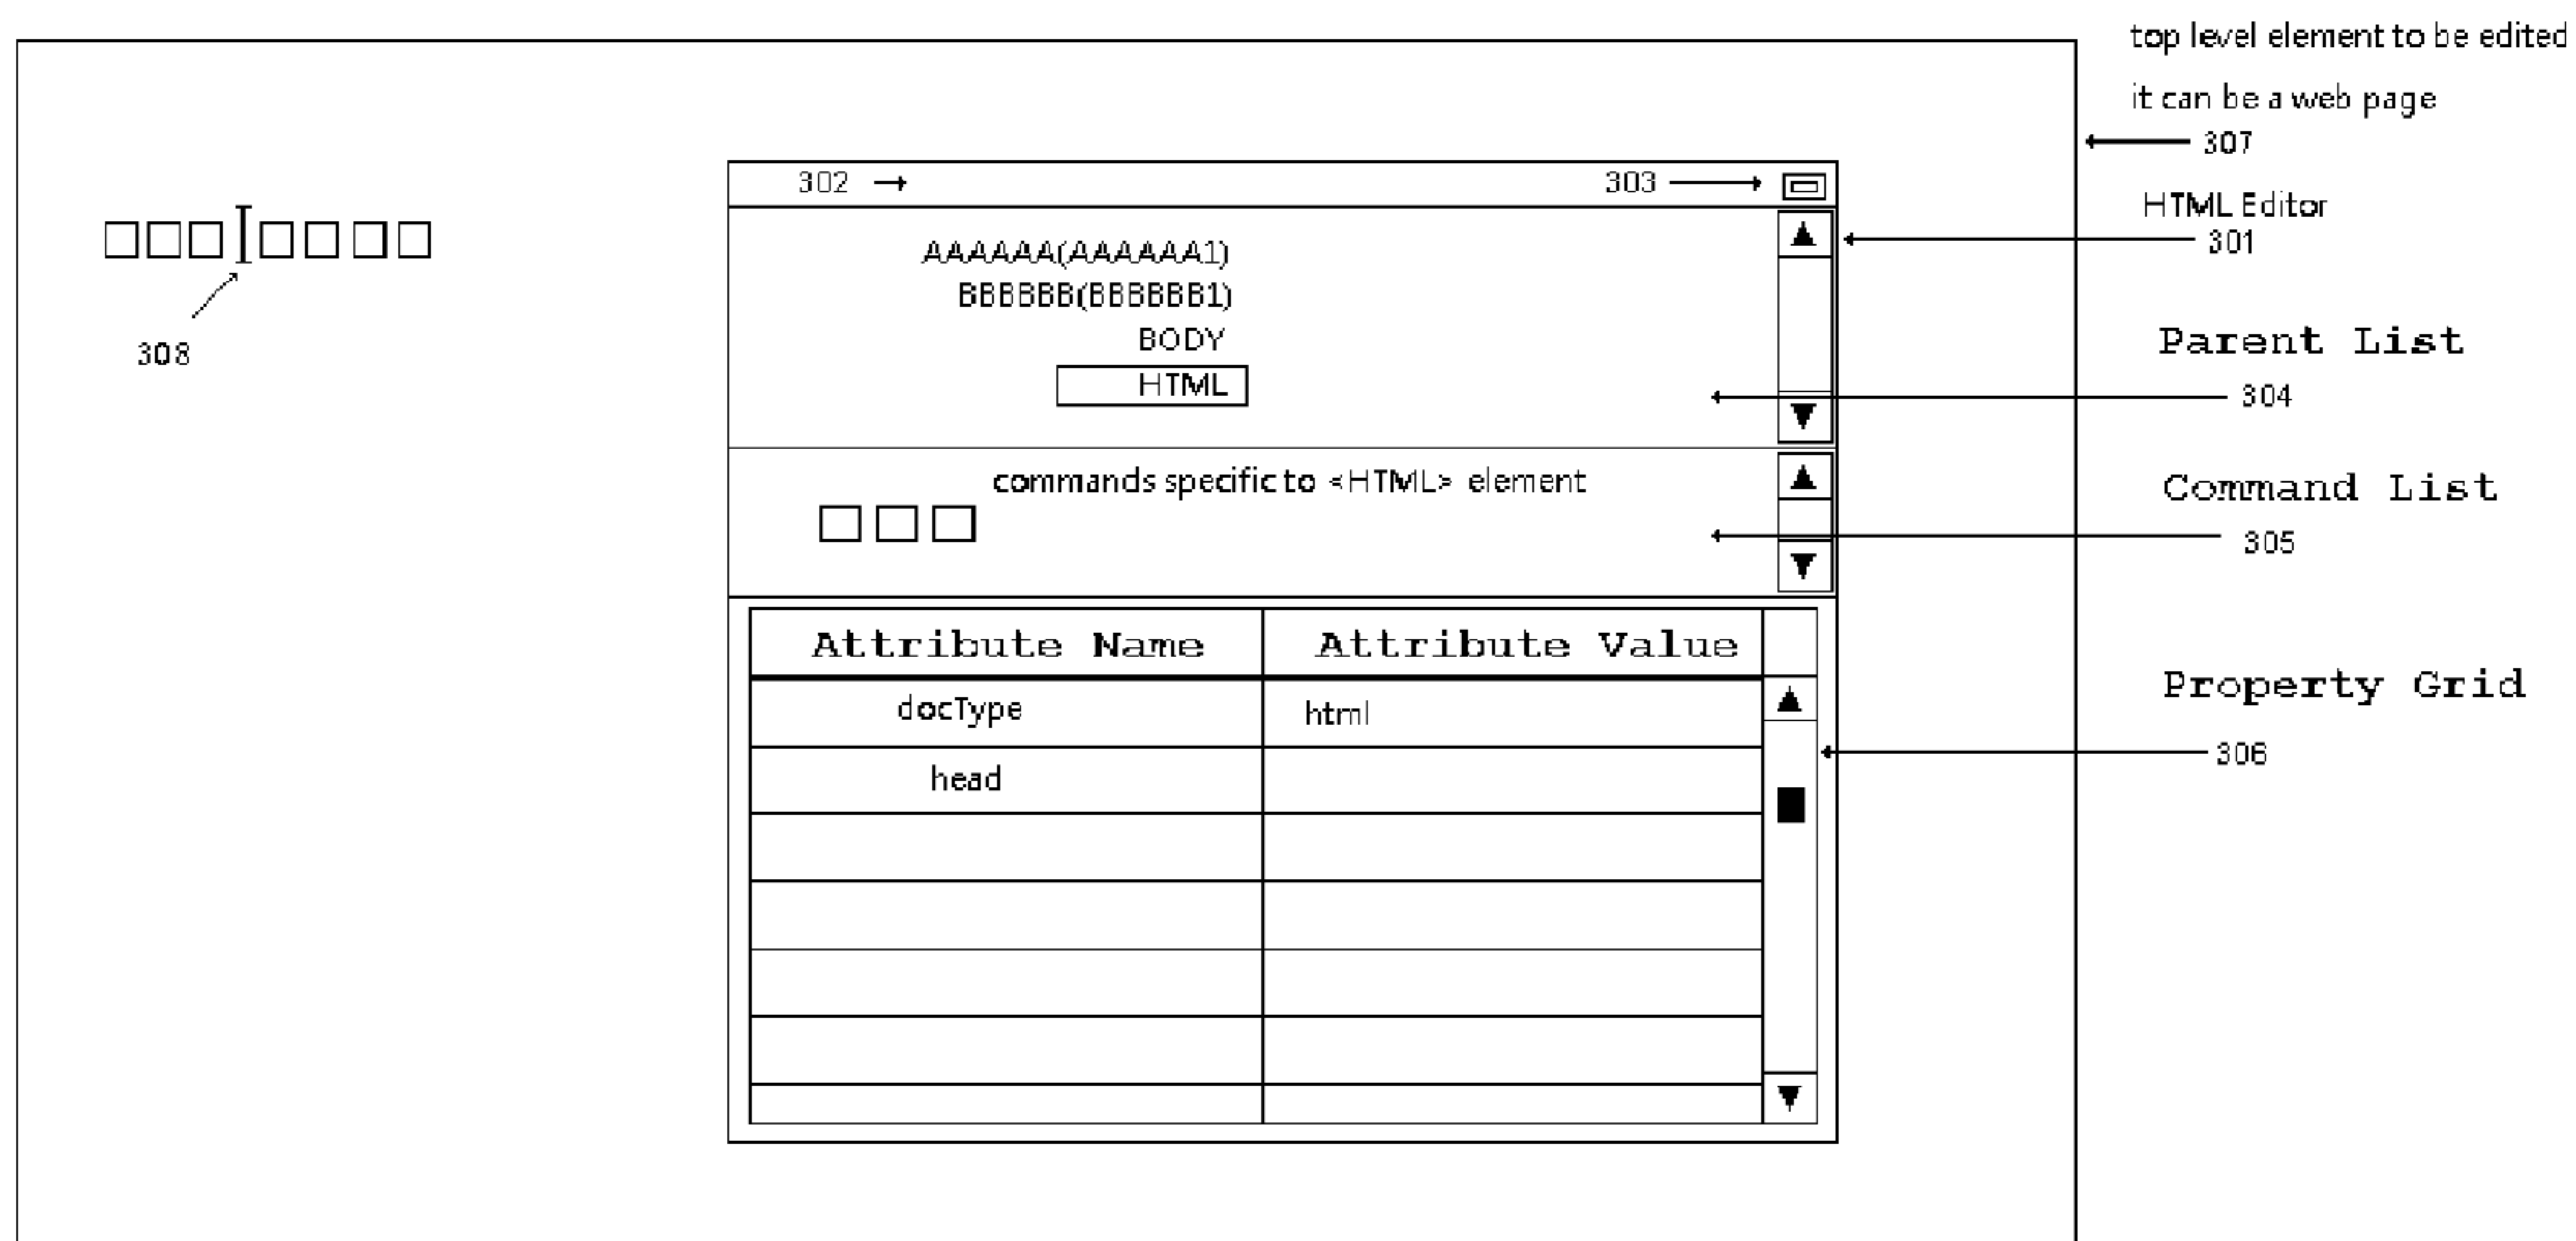 top level element to be edited
it can be a web page
307
302
303
HTML Editor
301
AAAAAA(AAAAAA1)
BBBBBB(BBBBBB1)
BODY
HTML
308
Parent List
304
commands specific to <HTML> element
Command List
305
Attribute Name Attribute Value
docType html
head
Property Grid
306